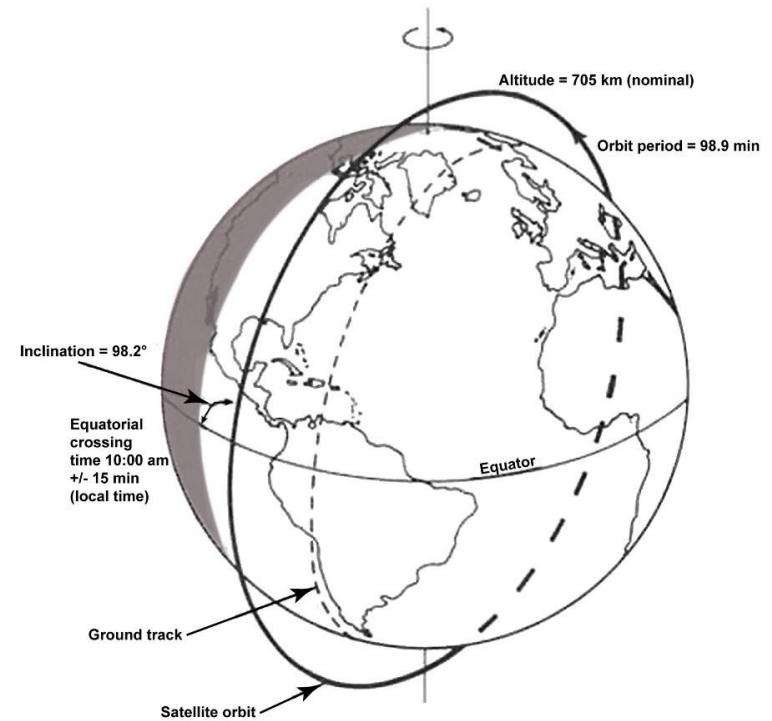 Altitude = 705 km (nominal)
Orbit period = 98.9 min
Inclination = 98.2°
Equatorial
crossing
time 10:00 am
+/- 15 min
(local time)
Equator
Ground track
Satellite orbit